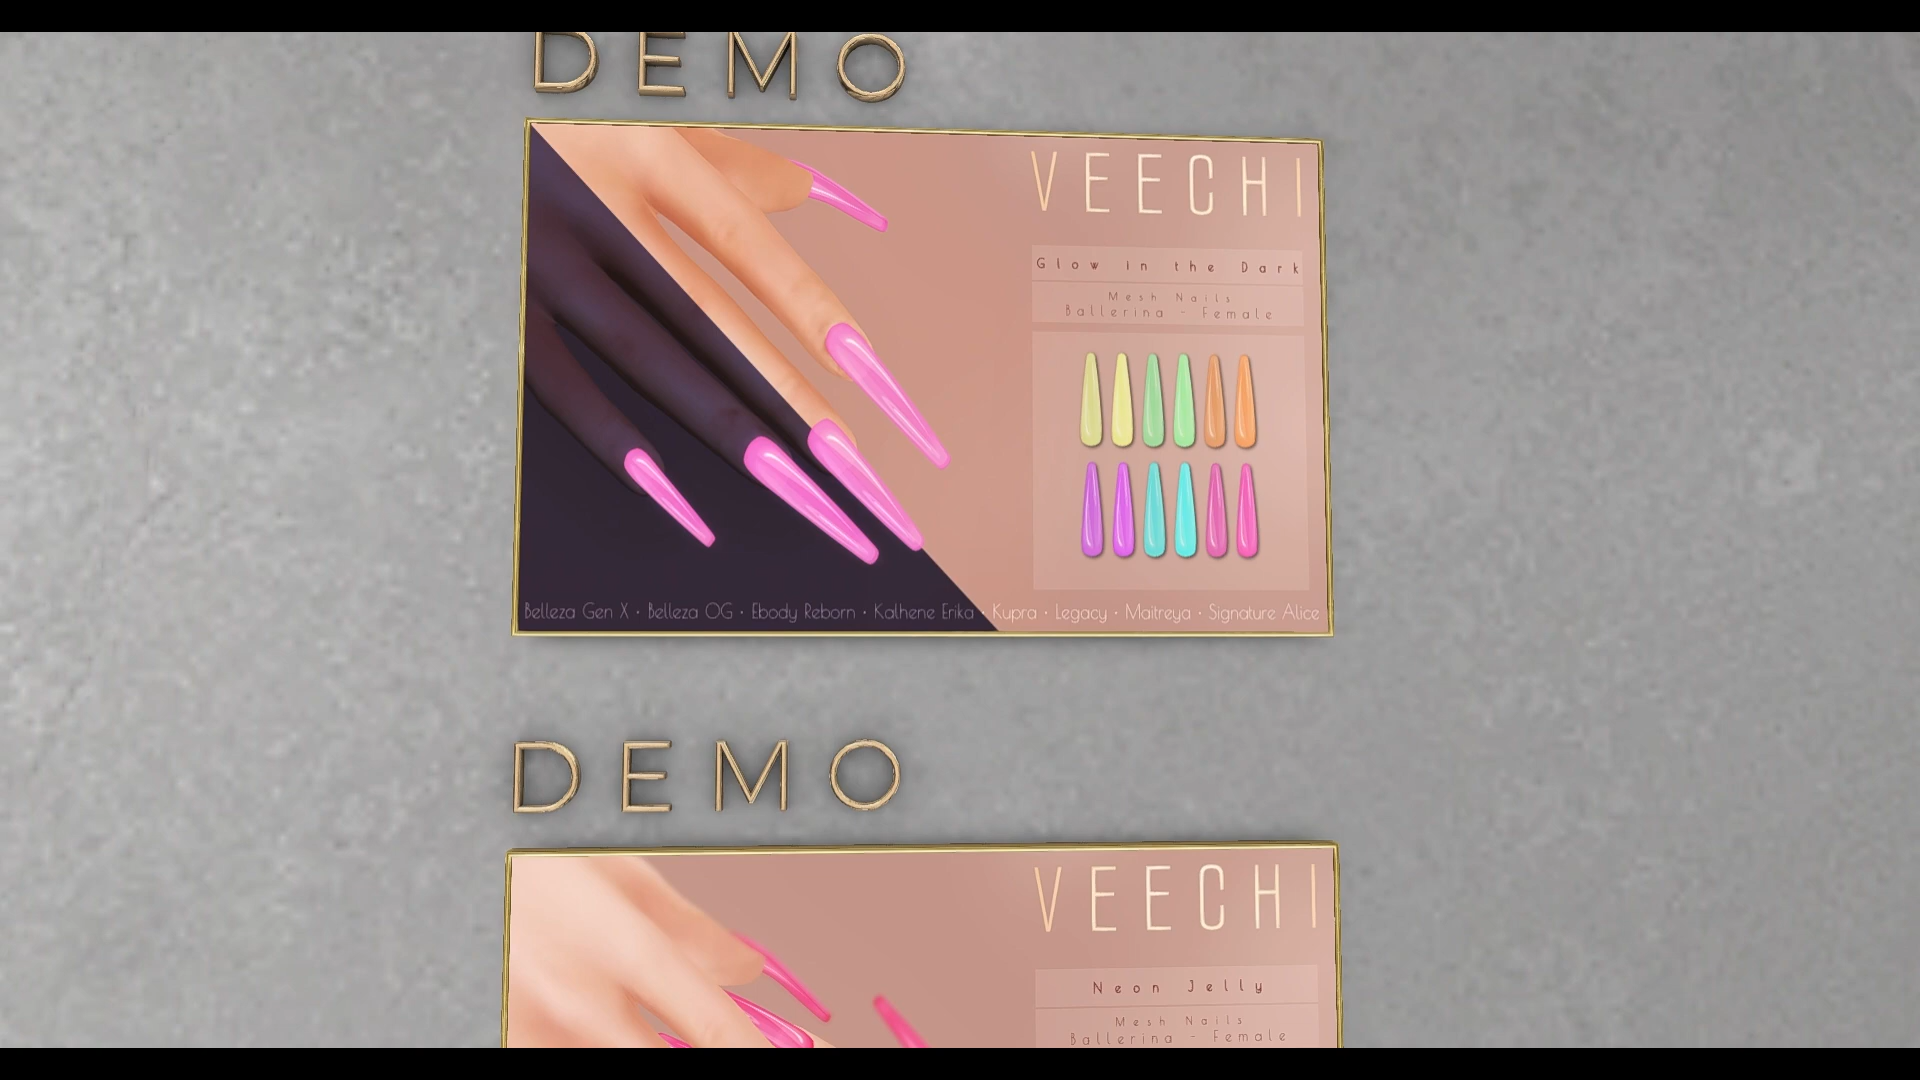 DEMO
VEECHI
Glow in the Dark
Mesh Nails
Ballerina - Female
Belleza Gen X • Belleza OG • Ebody Reborn • Kalhene Erika • Kupra • Legacy • Maitreya • Signature Alice
DEMO
VEECHI
Neon Jelly
Mesh Nails
Ballerina - Female